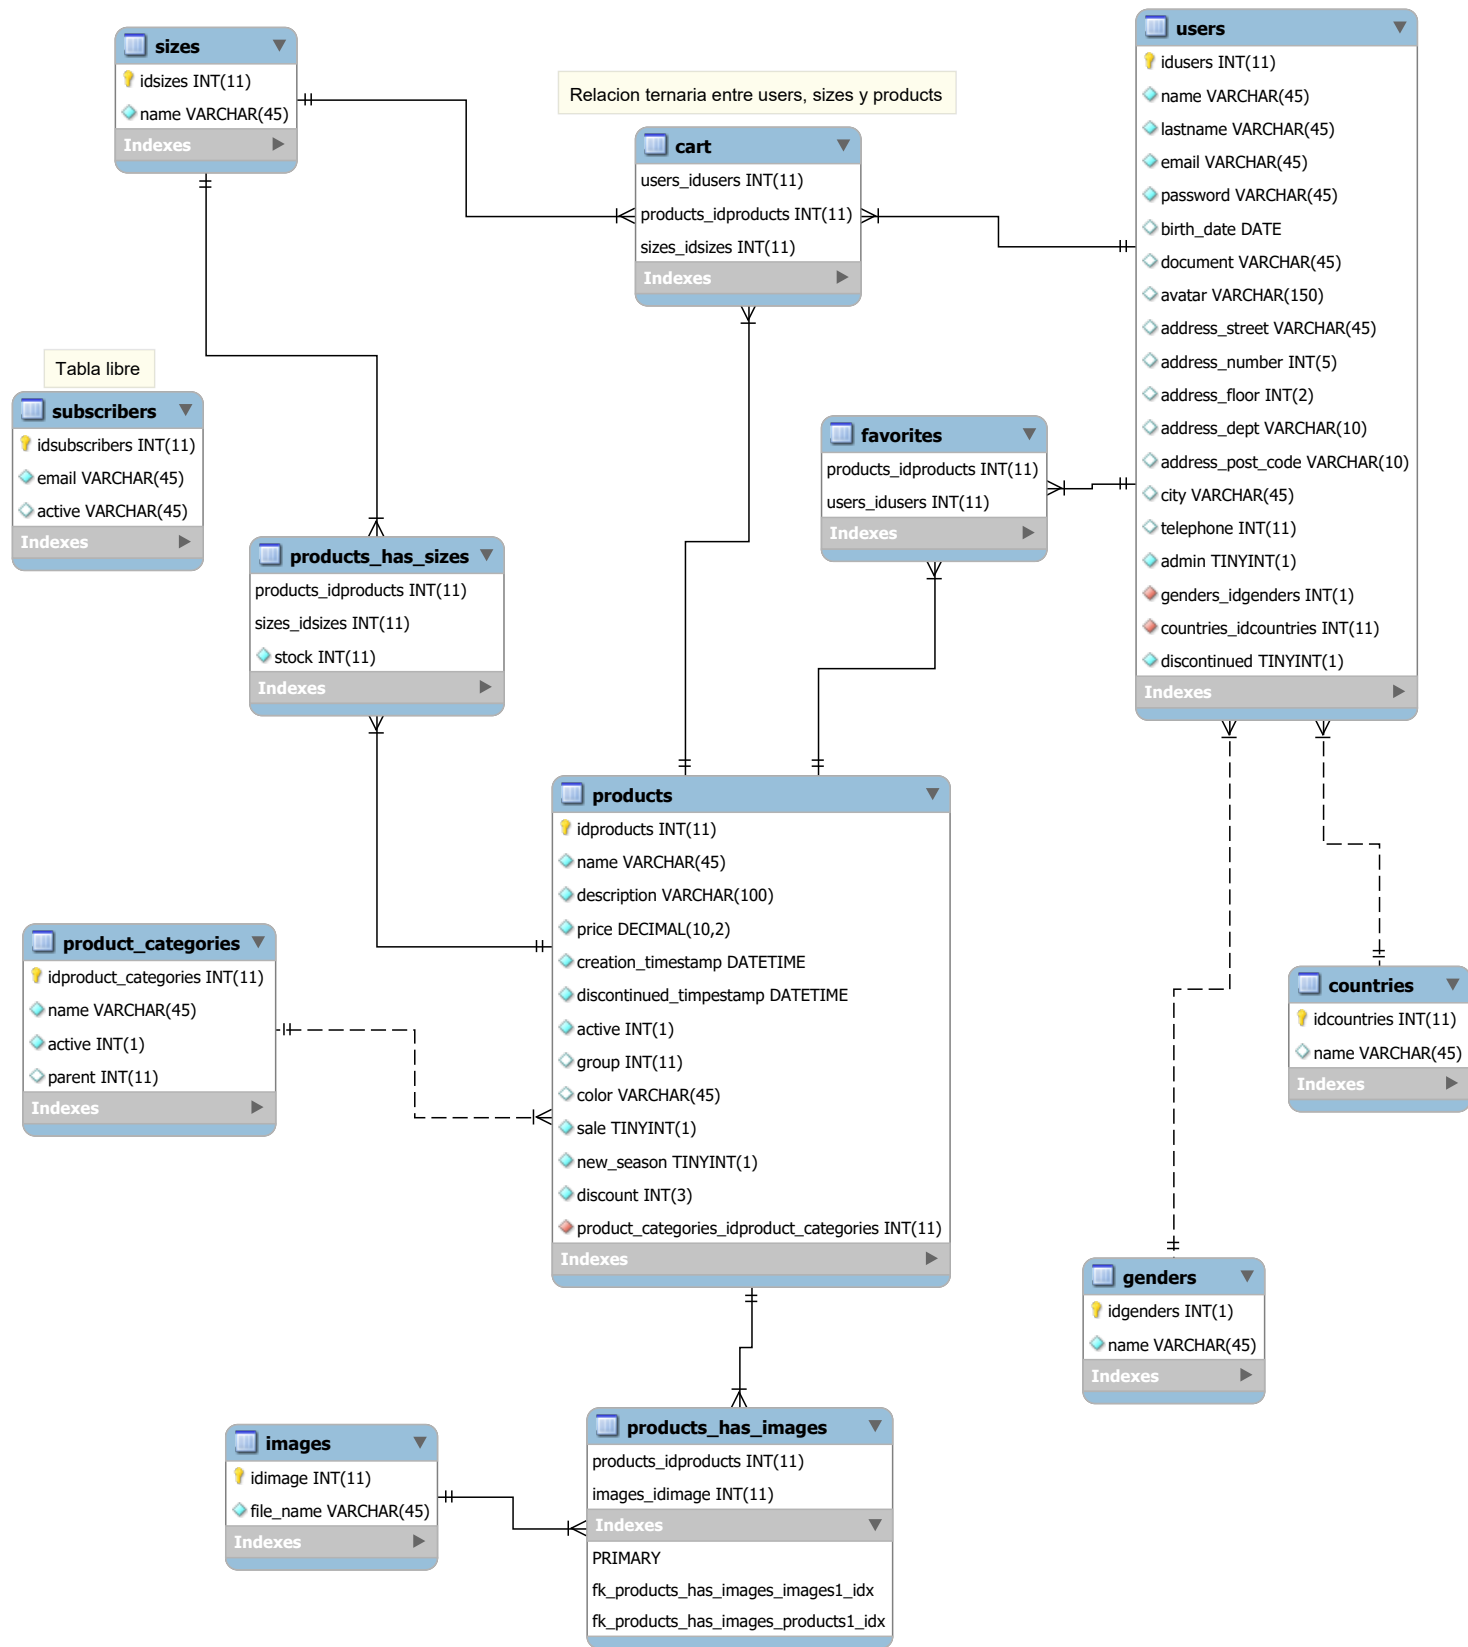 sizes
idsizes INT(11)
name VARCHAR(45)
Indexes
Relacion ternaria entre users, sizes y products
cart
users_idusers INT(11)
products_idproducts INT(11)
sizes_idsizes INT(11)
Indexes
users
idusers INT(11)
name VARCHAR(45)
lastname VARCHAR(45)
email VARCHAR(45)
password VARCHAR(45)
birth_date DATE
document VARCHAR(45)
avatar VARCHAR(150)
address_street VARCHAR(45)
address_number INT(5)
address_floor INT(2)
address_dept VARCHAR(10)
address_post_code VARCHAR(10)
city VARCHAR(45)
telephone INT(11)
admin TINYINT(1)
genders_idgenders INT(1)
countries_idcountries INT(11)
discontinued TINYINT(1)
Indexes
Tabla libre
subscribers
idsubscribers INT(11)
email VARCHAR(45)
active VARCHAR(45)
Indexes
favorites
products_idproducts INT(11)
users_idusers INT(11)
Indexes
products_has_sizes
products_idproducts INT(11)
sizes_idsizes INT(11)
stock INT(11)
Indexes
products
idproducts INT(11)
name VARCHAR(45)
description VARCHAR(100)
price DECIMAL(10,2)
creation_timestamp DATETIME
discontinued_timpestamp DATETIME
active INT(1)
group INT(11)
color VARCHAR(45)
sale TINYINT(1)
new_season TINYINT(1)
discount INT(3)
product_categories_idproduct_categories INT(11)
Indexes
product_categories
idproduct_categories INT(11)
name VARCHAR(45)
active INT(1)
parent INT(11)
Indexes
countries
idcountries INT(11)
name VARCHAR(45)
Indexes
genders
idgenders INT(1)
name VARCHAR(45)
Indexes
images
idimage INT(11)
file_name VARCHAR(45)
Indexes
products_has_images
products_idproducts INT(11)
images_idimage INT(11)
Indexes
PRIMARY
fk_products_has_images_images1_idx
fk_products_has_images_products1_idx